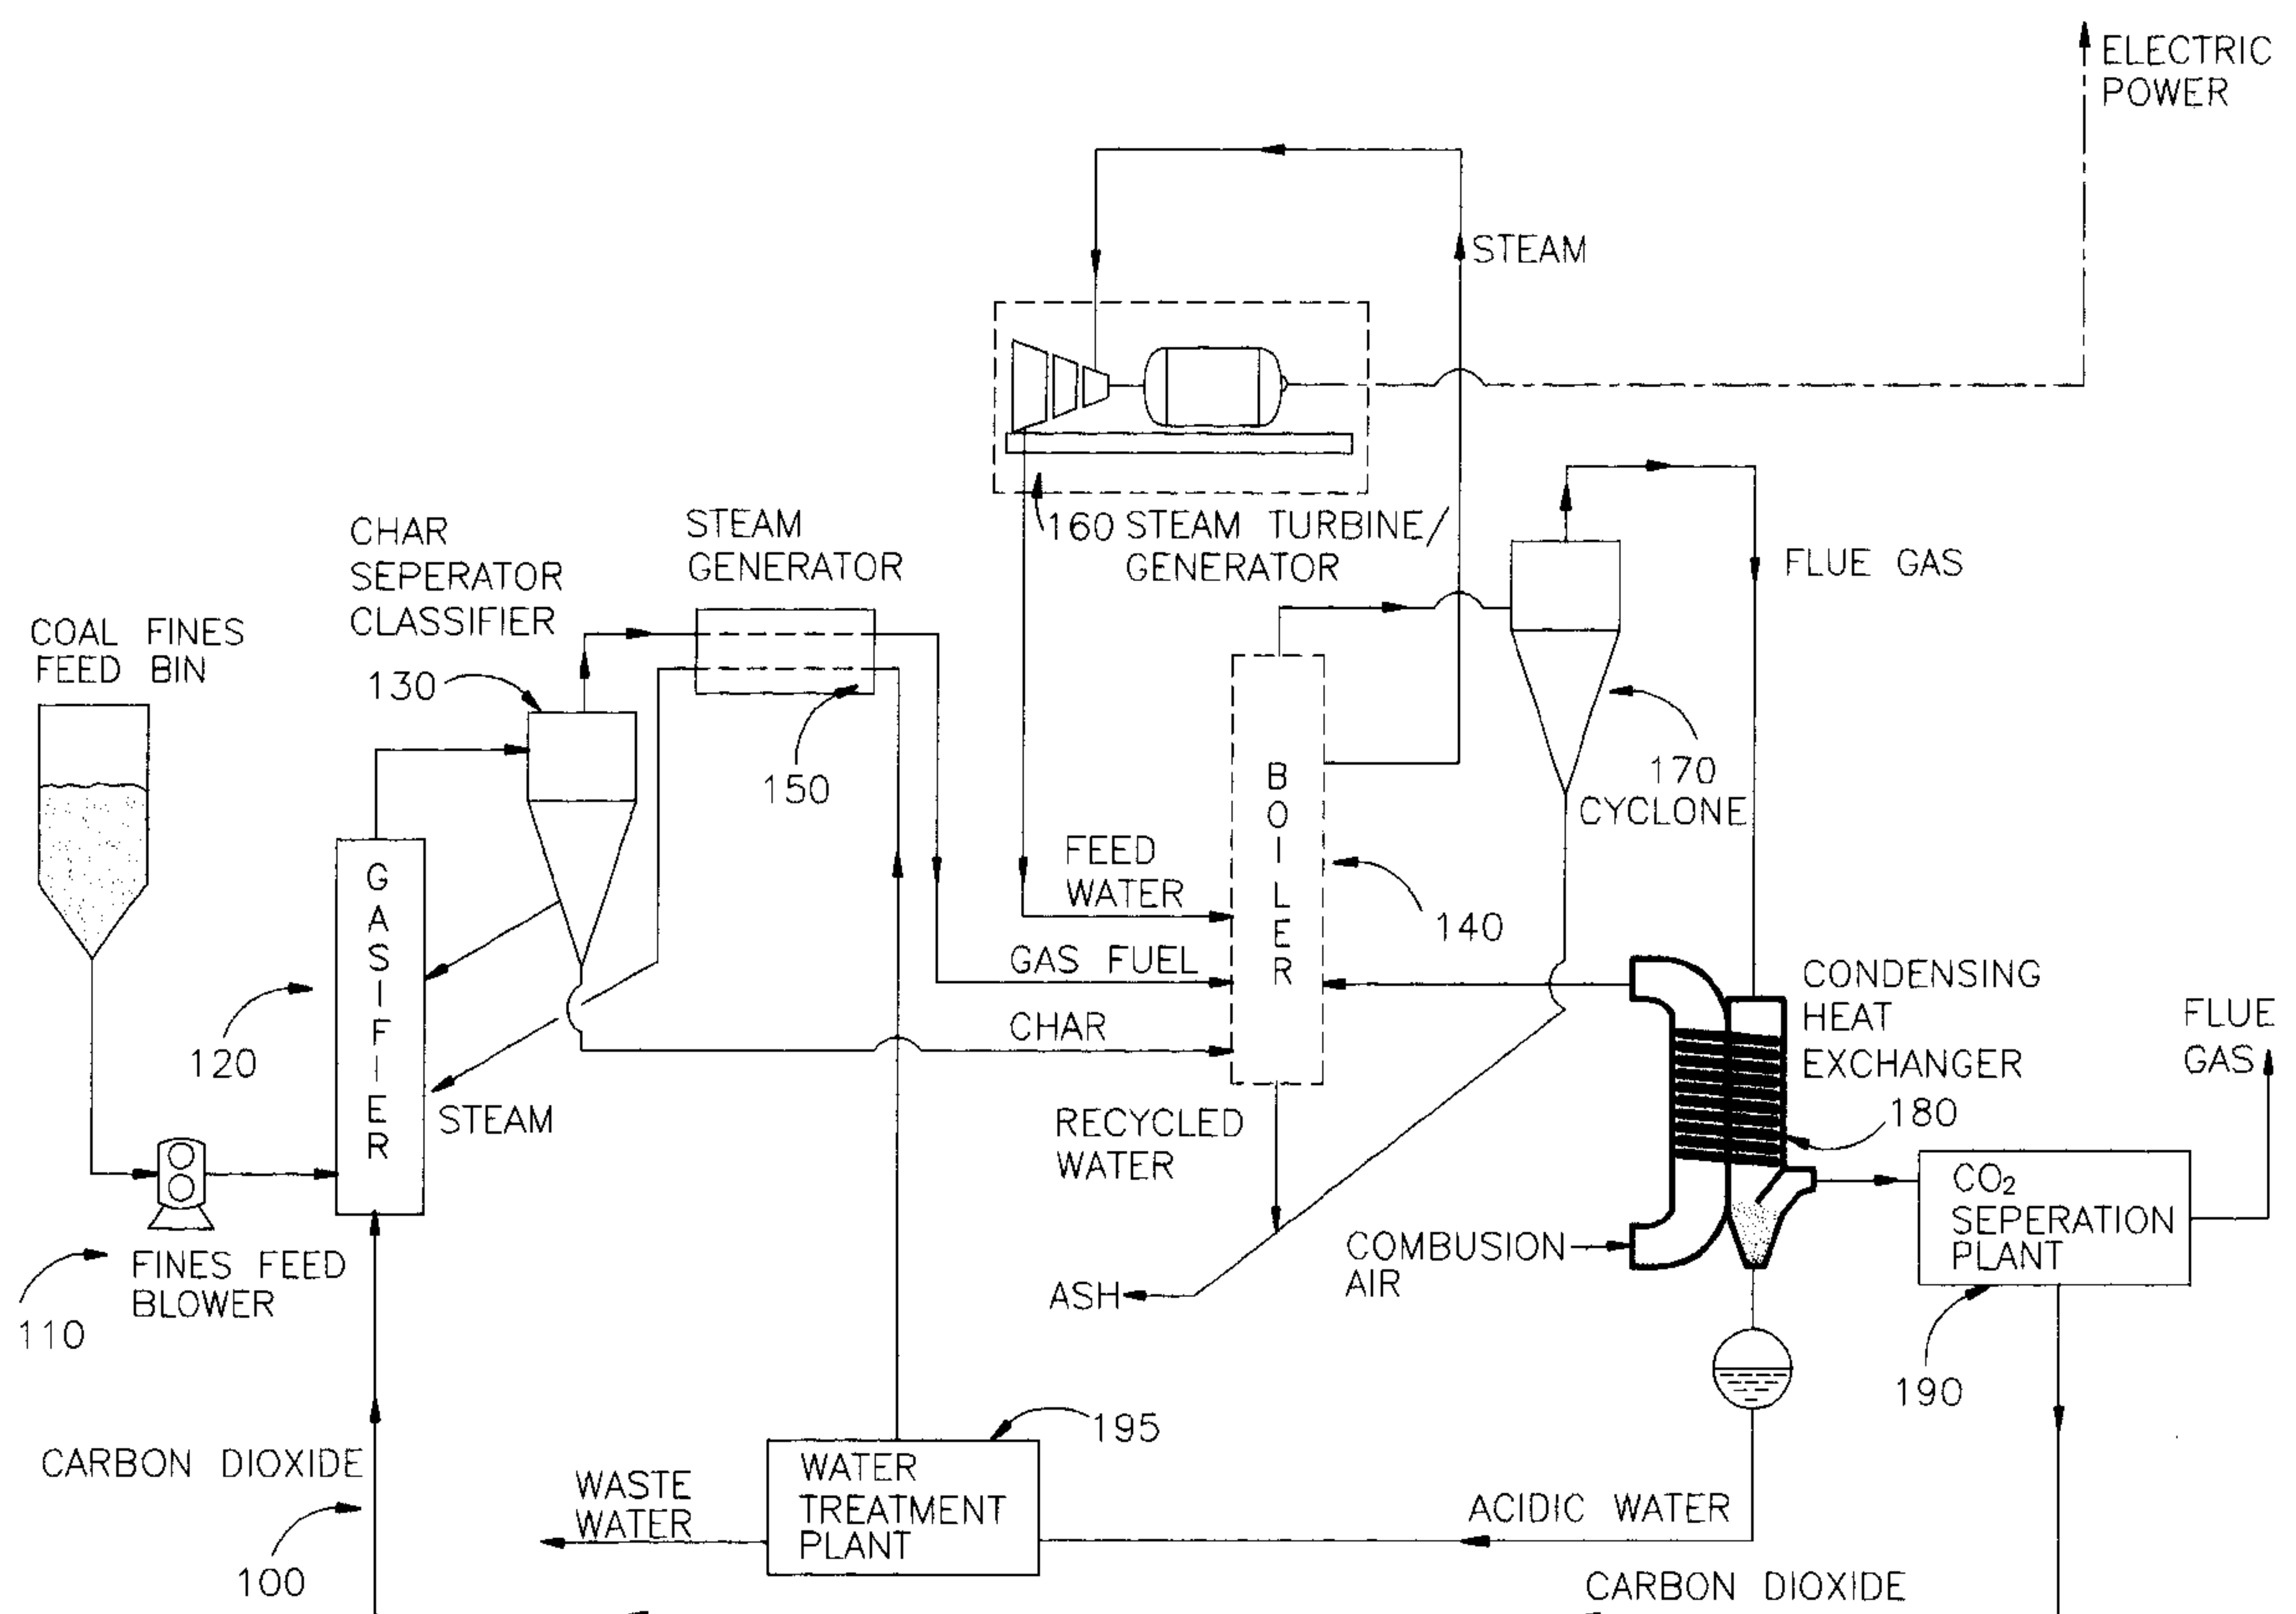 ELECTRIC
POWER
STEAM
160 STEAM TURBINE/
GENERATOR
CHAR
SEPERATOR
CLASSIFIER
130
STEAM
GENERATOR
150
FLUE GAS
COAL FINES
FEED BIN
170
CYCLONE
BOILER
140
FEED
WATER
GAS FUEL
CHAR
GASIFIER
120
STEAM
CONDENSING
HEAT
EXCHANGER
180
FLUE
GAS
RECYCLED
WATER
CO₂
SEPERATION
PLANT
190
COMBUSION
AIR
ASH
FINES FEED
BLOWER
110
CARBON DIOXIDE
100
195
WATER
TREATMENT
PLANT
WASTE
WATER
ACIDIC WATER
CARBON DIOXIDE